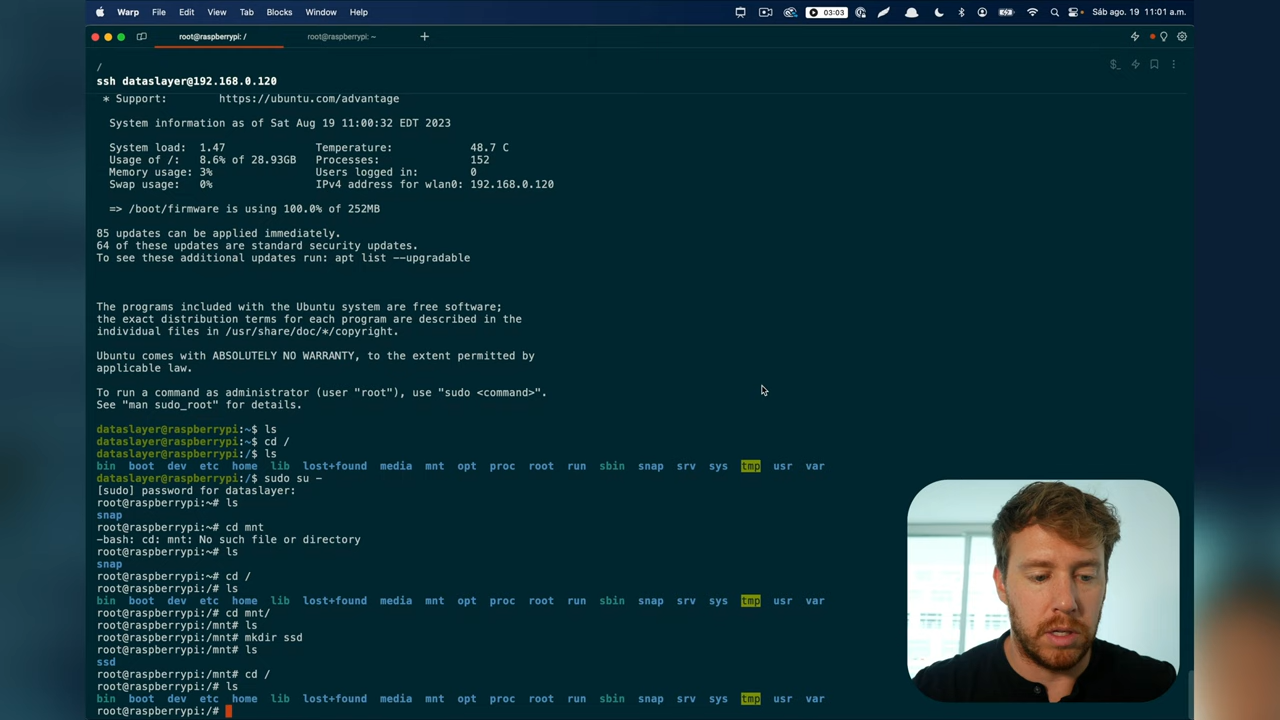 Warp File Edit View Tab Blocks Window Help 03:03 Sáb ago. 19 11:01 a.m.
root@raspberrypi: / root@raspberrypi: ~ +
/
ssh dataslayer@192.168.0.120
* Support: https://ubuntu.com/advantage
System information as of Sat Aug 19 11:00:32 EDT 2023
System load: 1.47 Temperature: 48.7 C
Usage of /: 8.6% of 28.93GB Processes: 152
Memory usage: 3% Users logged in: 0
Swap usage: 0% IPv4 address for wlan0: 192.168.0.120
=> /boot/firmware is using 100.0% of 252MB
85 updates can be applied immediately.
64 of these updates are standard security updates.
To see these additional updates run: apt list --upgradable
The programs included with the Ubuntu system are free software;
the exact distribution terms for each program are described in the
individual files in /usr/share/doc/*/copyright.
Ubuntu comes with ABSOLUTELY NO WARRANTY, to the extent permitted by
applicable law.
To run a command as administrator (user "root"), use "sudo <command>".
See "man sudo_root" for details.
dataslayer@raspberrypi:~$ ls
dataslayer@raspberrypi:~$ cd /
dataslayer@raspberrypi:/$ ls
bin boot dev etc home lib lost+found media mnt opt proc root run sbin snap srv sys tmp usr var
dataslayer@raspberrypi:/$ sudo su -
[sudo] password for dataslayer:
root@raspberrypi:~# ls
snap
root@raspberrypi:~# cd mnt
-bash: cd: mnt: No such file or directory
root@raspberrypi:~# ls
snap
root@raspberrypi:~# cd /
root@raspberrypi:/# ls
bin boot dev etc home lib lost+found media mnt opt proc root run sbin snap srv sys tmp usr var
root@raspberrypi:/# cd mnt/
root@raspberrypi:/mnt# ls
root@raspberrypi:/mnt# mkdir ssd
root@raspberrypi:/mnt# ls
ssd
root@raspberrypi:/mnt# cd /
root@raspberrypi:/# ls
bin boot dev etc home lib lost+found media mnt opt proc root run sbin snap srv sys tmp usr var
root@raspberrypi:/#